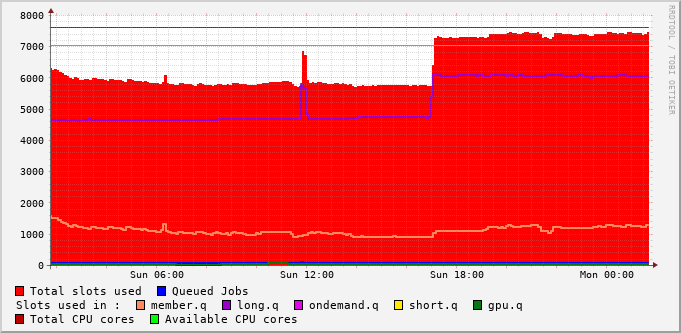 8000
7000
6000
5000
4000
3000
2000
1000
0
Sun 06:00 Sun 12:00 Sun 18:00 Mon 00:00
RRDTOOL / TOBI OETIKER
Total slots used Queued Jobs
Slots used in : member.q long.q ondemand.q short.q gpu.q
Total CPU cores Available CPU cores